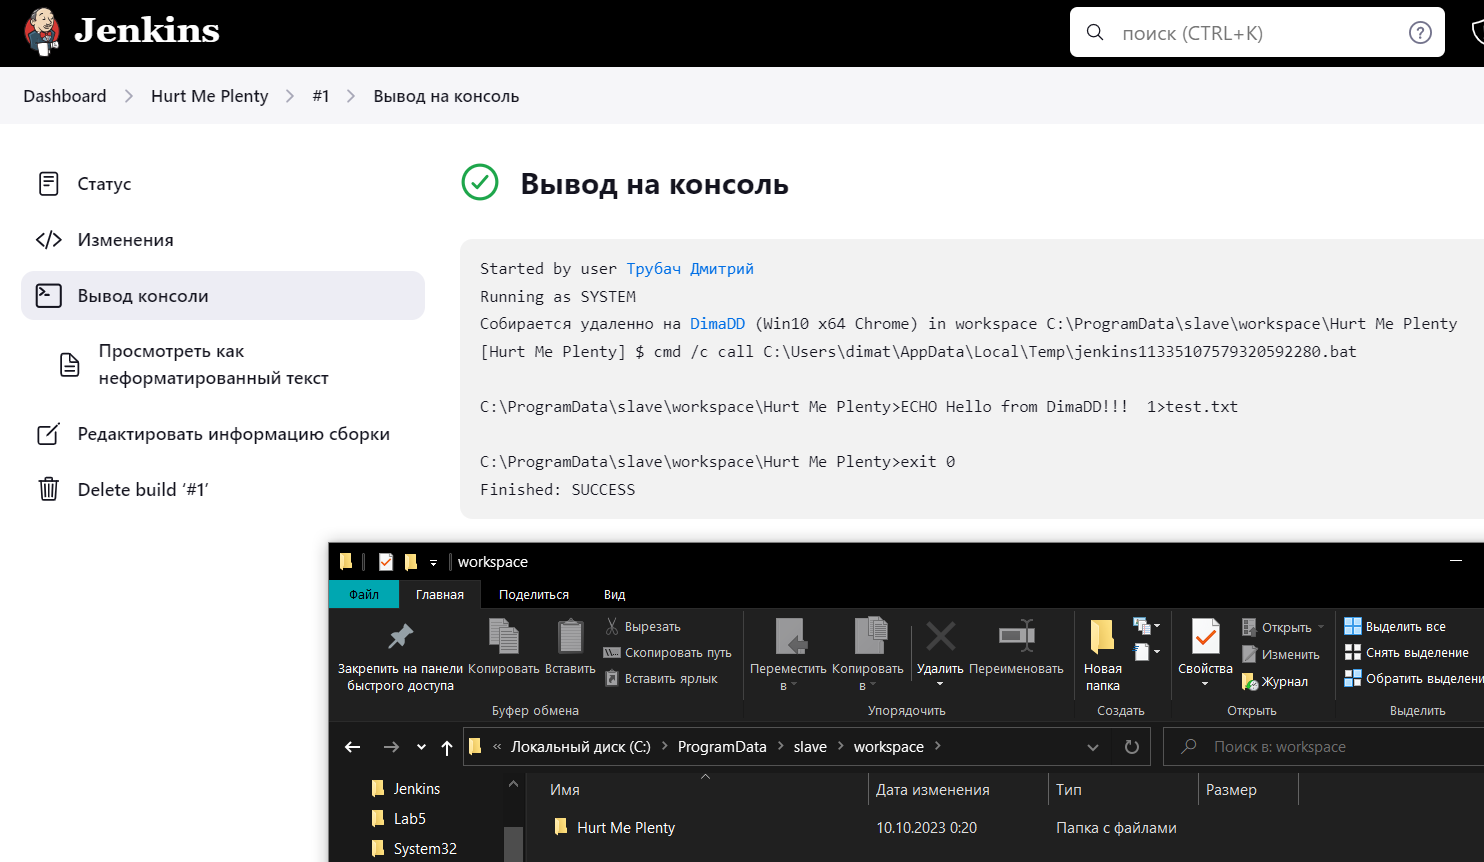 Jenkins
поиск (CTRL+K)
Dashboard
Hurt Me Plenty
#1
Вывод на консоль
Статус
Изменения
Вывод консоли
Просмотреть как
неформатированный текст
Редактировать информацию сборки
Delete build ‘#1’
Вывод на консоль
Started by user Трубач Дмитрий
Running as SYSTEM
Собирается удаленно на DimaDD (Win10 x64 Chrome) in workspace C:\ProgramData\slave\workspace\Hurt Me Plenty
[Hurt Me Plenty] $ cmd /c call C:\Users\dimat\AppData\Local\Temp\jenkins11335107579320592280.bat
C:\ProgramData\slave\workspace\Hurt Me Plenty>ECHO Hello from DimaDD!!!  1>test.txt
C:\ProgramData\slave\workspace\Hurt Me Plenty>exit 0
Finished: SUCCESS
workspace
Файл
Главная
Поделиться
Вид
Закрепить на панели
быстрого доступа
Копировать
Вставить
Вырезать
Скопировать путь
Вставить ярлык
Буфер обмена
Переместить
в
Копировать
в
Удалить
Переименовать
Упорядочить
Новая
папка
Создать
Свойства
Открыть
Изменить
Журнал
Открыть
Выделить все
Снять выделение
Обратить выделени
Выделить
« Локальный диск (C:) > ProgramData > slave > workspace >
Поиск в: workspace
Jenkins
Lab5
System32
Имя
Дата изменения
Тип
Размер
Hurt Me Plenty
10.10.2023 0:20
Папка с файлами